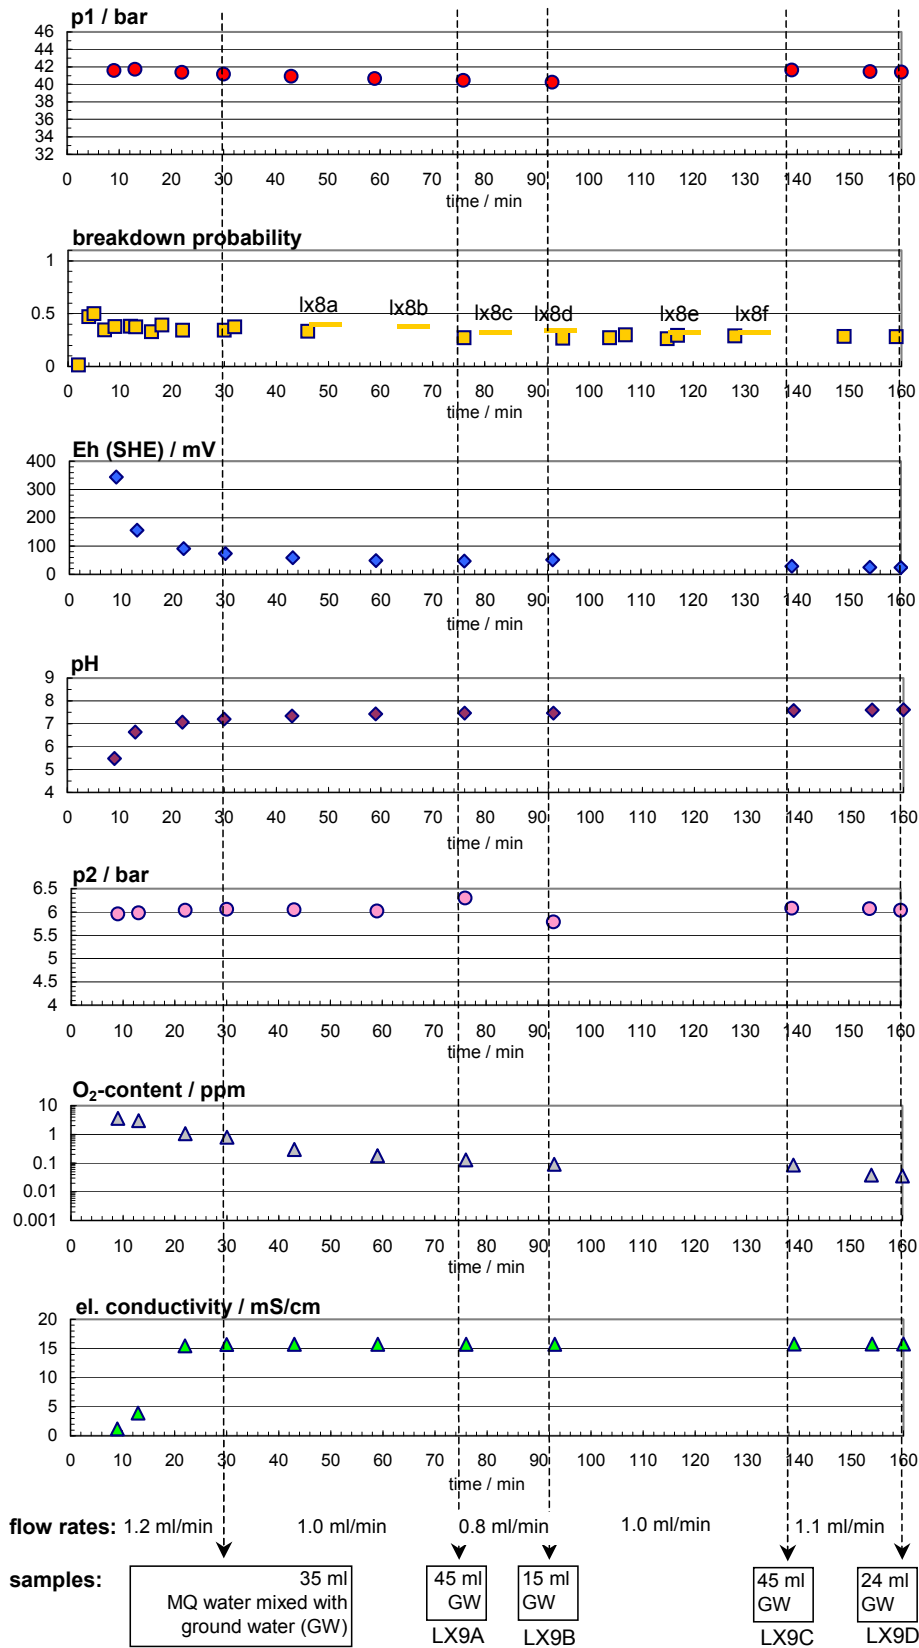 p1 / bar
46
44
42
40
38
36
34
32
0 10 20 30 40 50 60 70 80 90 100 110 120 130 140 150 160
time / min
breakdown probability
1
0.5
0
lx8a lx8b lx8c lx8d lx8e lx8f
0 10 20 30 40 50 60 70 80 90 100 110 120 130 140 150 160
time / min
Eh (SHE) / mV
400
300
200
100
0
0 10 20 30 40 50 60 70 80 90 100 110 120 130 140 150 160
time / min
pH
9
8
7
6
5
4
0 10 20 30 40 50 60 70 80 90 100 110 120 130 140 150 160
time / min
p2 / bar
6.5
6
5.5
5
4.5
4
0 10 20 30 40 50 60 70 80 90 100 110 120 130 140 150 160
time / min
O₂-content / ppm
10
1
0.1
0.01
0.001
0 10 20 30 40 50 60 70 80 90 100 110 120 130 140 150 160
time / min
el. conductivity / mS/cm
20
15
10
5
0
0 10 20 30 40 50 60 70 80 90 100 110 120 130 140 150 160
time / min
flow rates: 1.2 ml/min 1.0 ml/min 0.8 ml/min 1.0 ml/min 1.1 ml/min
samples:
35 ml
MQ water mixed with
ground water (GW)
45 ml
GW
LX9A
15 ml
GW
LX9B
45 ml
GW
LX9C
24 ml
GW
LX9D